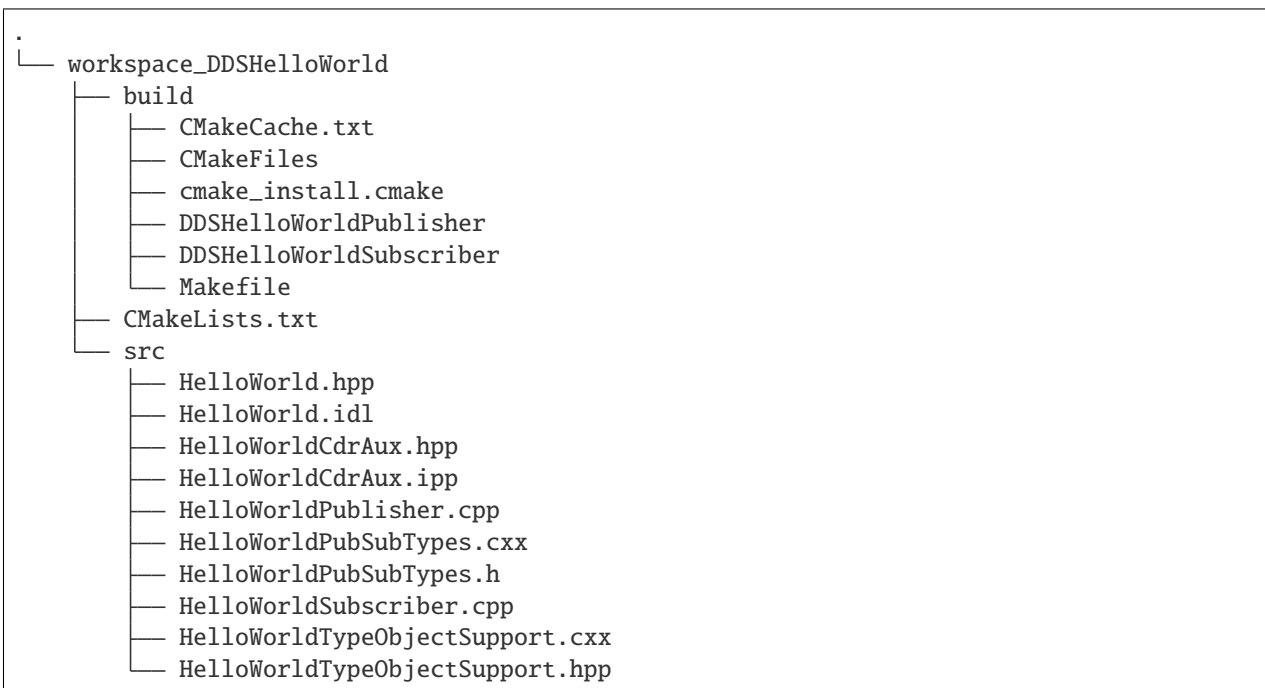 .
└── workspace_DDSHelloWorld
    ├── build
    │   ├── CMakeCache.txt
    │   ├── CMakeFiles
    │   ├── cmake_install.cmake
    │   ├── DDSHelloWorldPublisher
    │   ├── DDSHelloWorldSubscriber
    │   └── Makefile
    ├── CMakeLists.txt
    └── src
        ├── HelloWorld.hpp
        ├── HelloWorld.idl
        ├── HelloWorldCdrAux.hpp
        ├── HelloWorldCdrAux.ipp
        ├── HelloWorldPublisher.cpp
        ├── HelloWorldPubSubTypes.cxx
        ├── HelloWorldPubSubTypes.h
        ├── HelloWorldSubscriber.cpp
        ├── HelloWorldTypeObjectSupport.cxx
        └── HelloWorldTypeObjectSupport.hpp